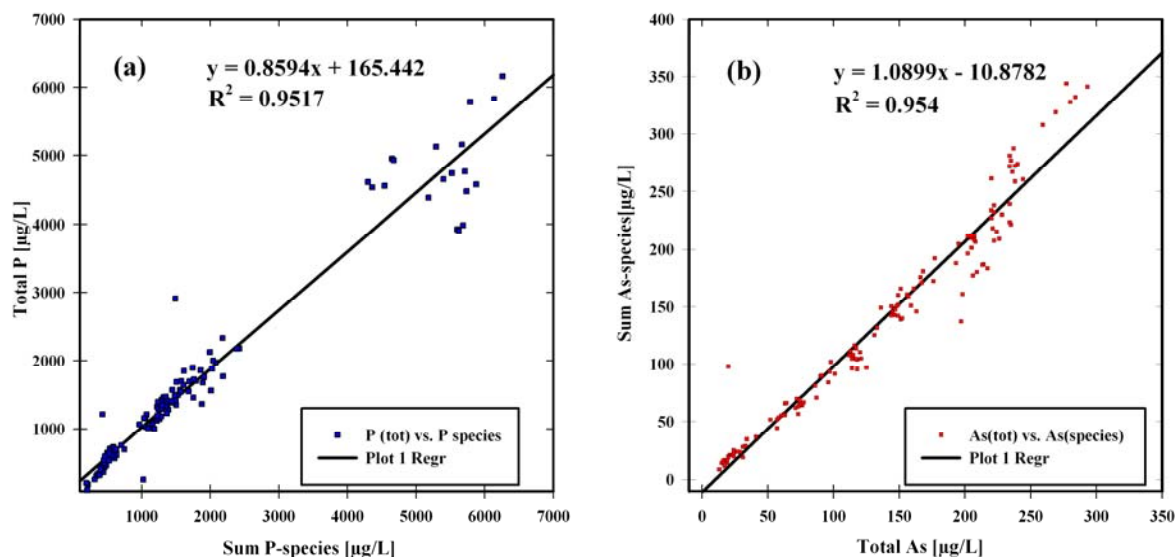 (a)
y = 0.8594x + 165.442
R² = 0.9517
Total P [µg/L]
7000
6000
5000
4000
3000
2000
1000
P (tot) vs. P species
Plot 1 Regr
1000 2000 3000 4000 5000 6000 7000
Sum P-species [µg/L]
(b)
y = 1.0899x - 10.8782
R² = 0.954
Sum As-species[µg/L]
400
350
300
250
200
150
100
50
0
As(tot) vs. As(species)
Plot 1 Regr
0 50 100 150 200 250 300 350
Total As [µg/L]